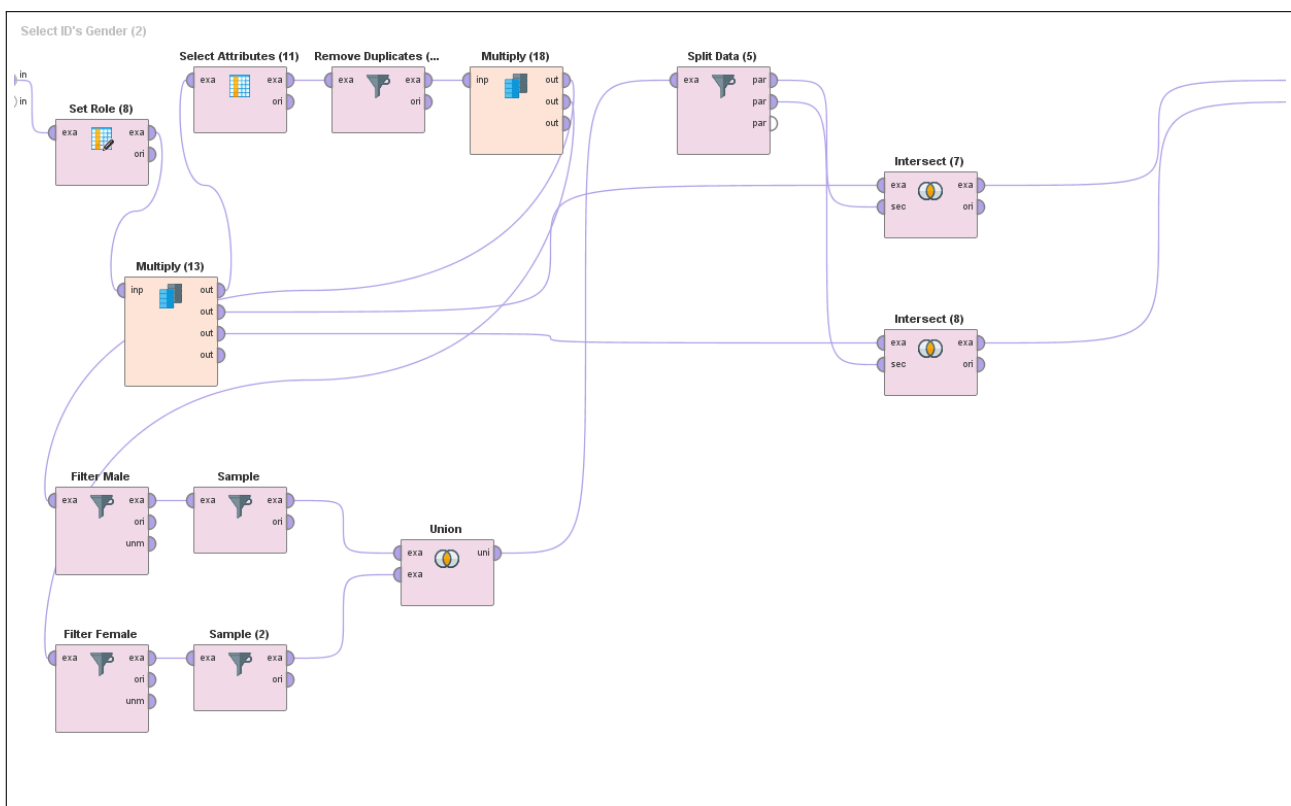 Select ID's Gender (2)
Select Attributes (11)
Remove Duplicates (...
Multiply (18)
Split Data (5)
in
in
exa
exa
ori
exa
exa
ori
inp
out
out
out
exa
par
par
par
Set Role (8)
exa
exa
ori
Intersect (7)
exa
exa
sec
ori
Multiply (13)
inp
out
out
out
out
Intersect (8)
exa
exa
sec
ori
Filter Male
exa
exa
ori
unm
Sample
exa
exa
ori
Union
exa
uni
exa
Filter Female
exa
exa
ori
unm
Sample (2)
exa
exa
ori